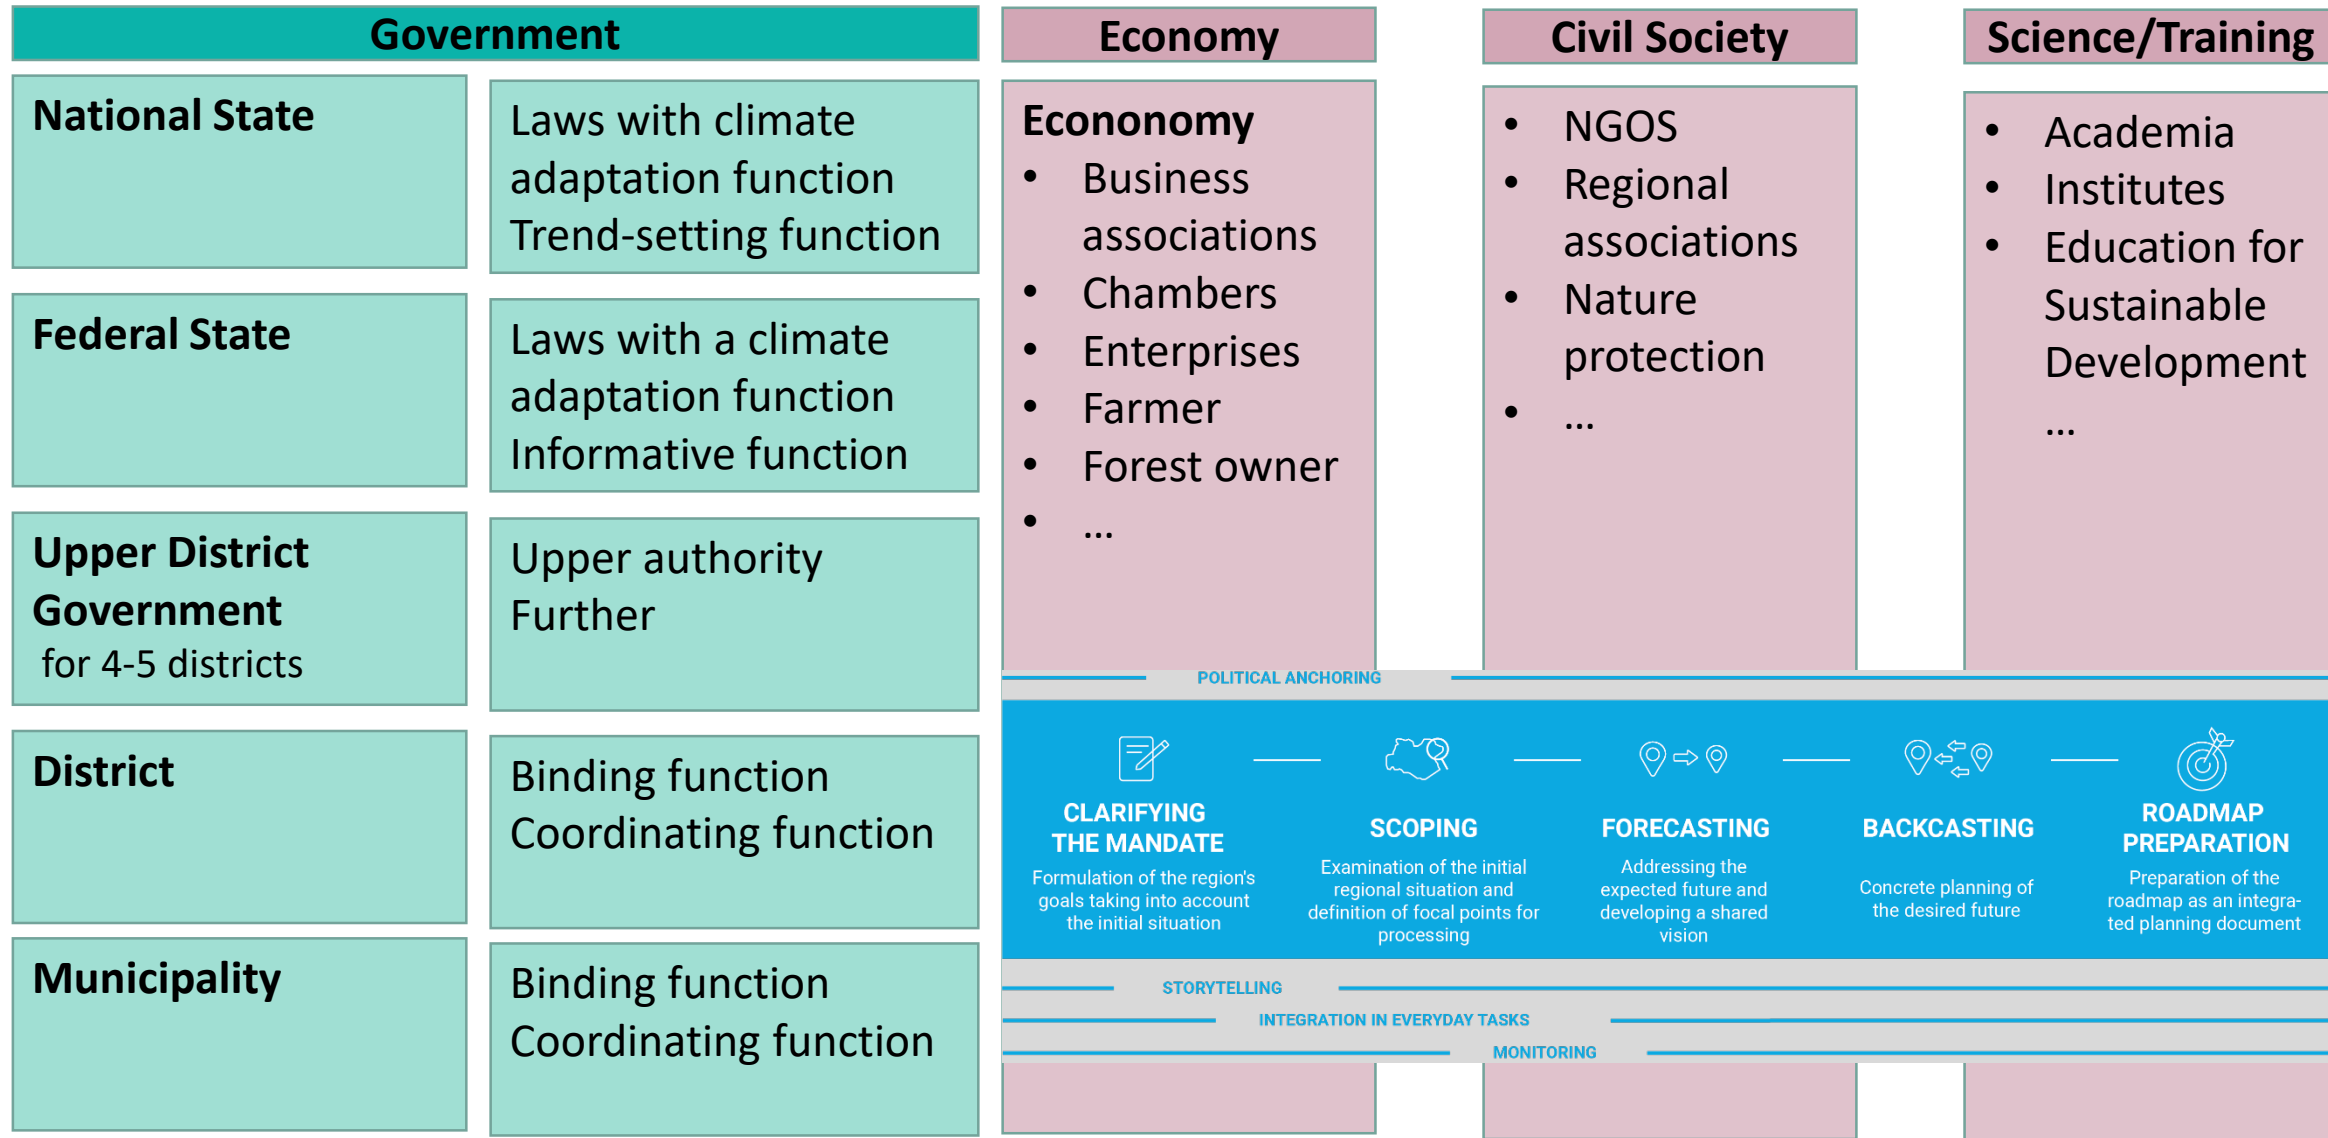 Government
National State
Laws with climate
adaptation function
Trend-setting function
Federal State
Laws with a climate
adaptation function
Informative function
Upper District
Government
for 4-5 districts
Upper authority
Further
District
Binding function
Coordinating function
Municipality
Binding function
Coordinating function
Economy
Econonomy
• Business
associations
• Chambers
• Enterprises
• Farmer
• Forest owner
• ...
Civil Society
• NGOS
• Regional
associations
• Nature
protection
• ...
Science/Training
• Academia
• Institutes
• Education for
Sustainable
Development
...
POLITICAL ANCHORING
CLARIFYING
THE MANDATE
Formulation of the region's
goals taking into account
the initial situation
SCOPING
Examination of the initial
regional situation and
definition of focal points for
processing
FORECASTING
Addressing the
expected future and
developing a shared
vision
BACKCASTING
Concrete planning of
the desired future
ROADMAP
PREPARATION
Preparation of the
roadmap as an integra-
ted planning document
STORYTELLING
INTEGRATION IN EVERYDAY TASKS
MONITORING